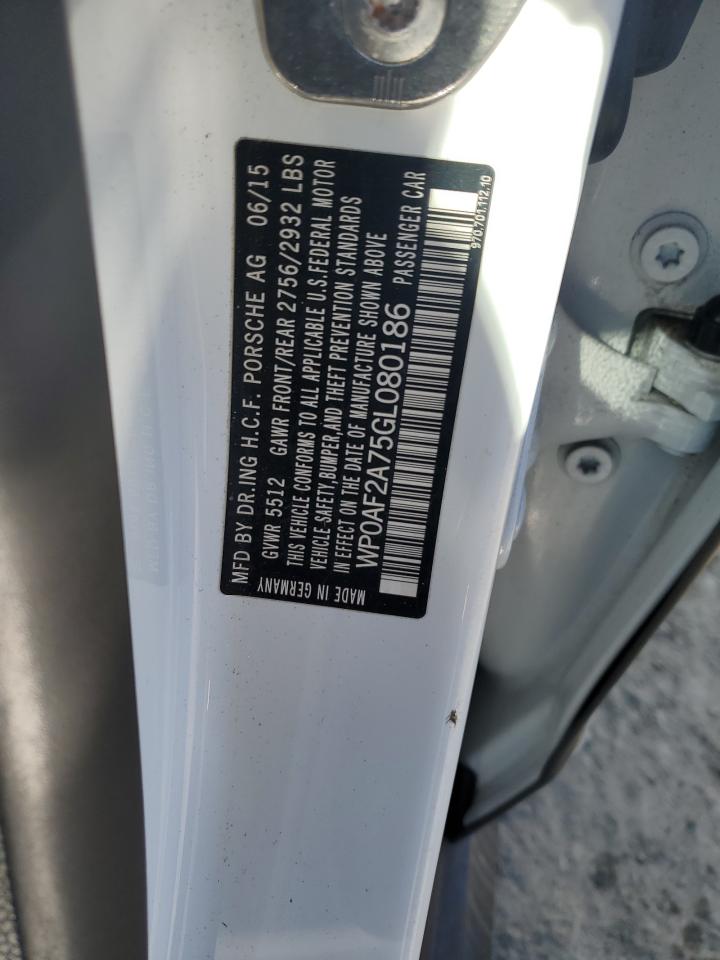 MFD BY DR.ING H.C.F. PORSCHE AG 06/15
GVWR 5512 GAWR FRONT/REAR 2756/2932 LBS
THIS VEHICLE CONFORMS TO ALL APPLICABLE U.S.FEDERAL MOTOR
VEHICLE-SAFETY,BUMPER,AND THEFT PREVENTION STANDARDS
IN EFFECT ON THE DATE OF MANUFACTURE SHOWN ABOVE
WP0AF2A75GL080186 PASSENGER CAR
MADE IN GERMANY
970.701.112.10